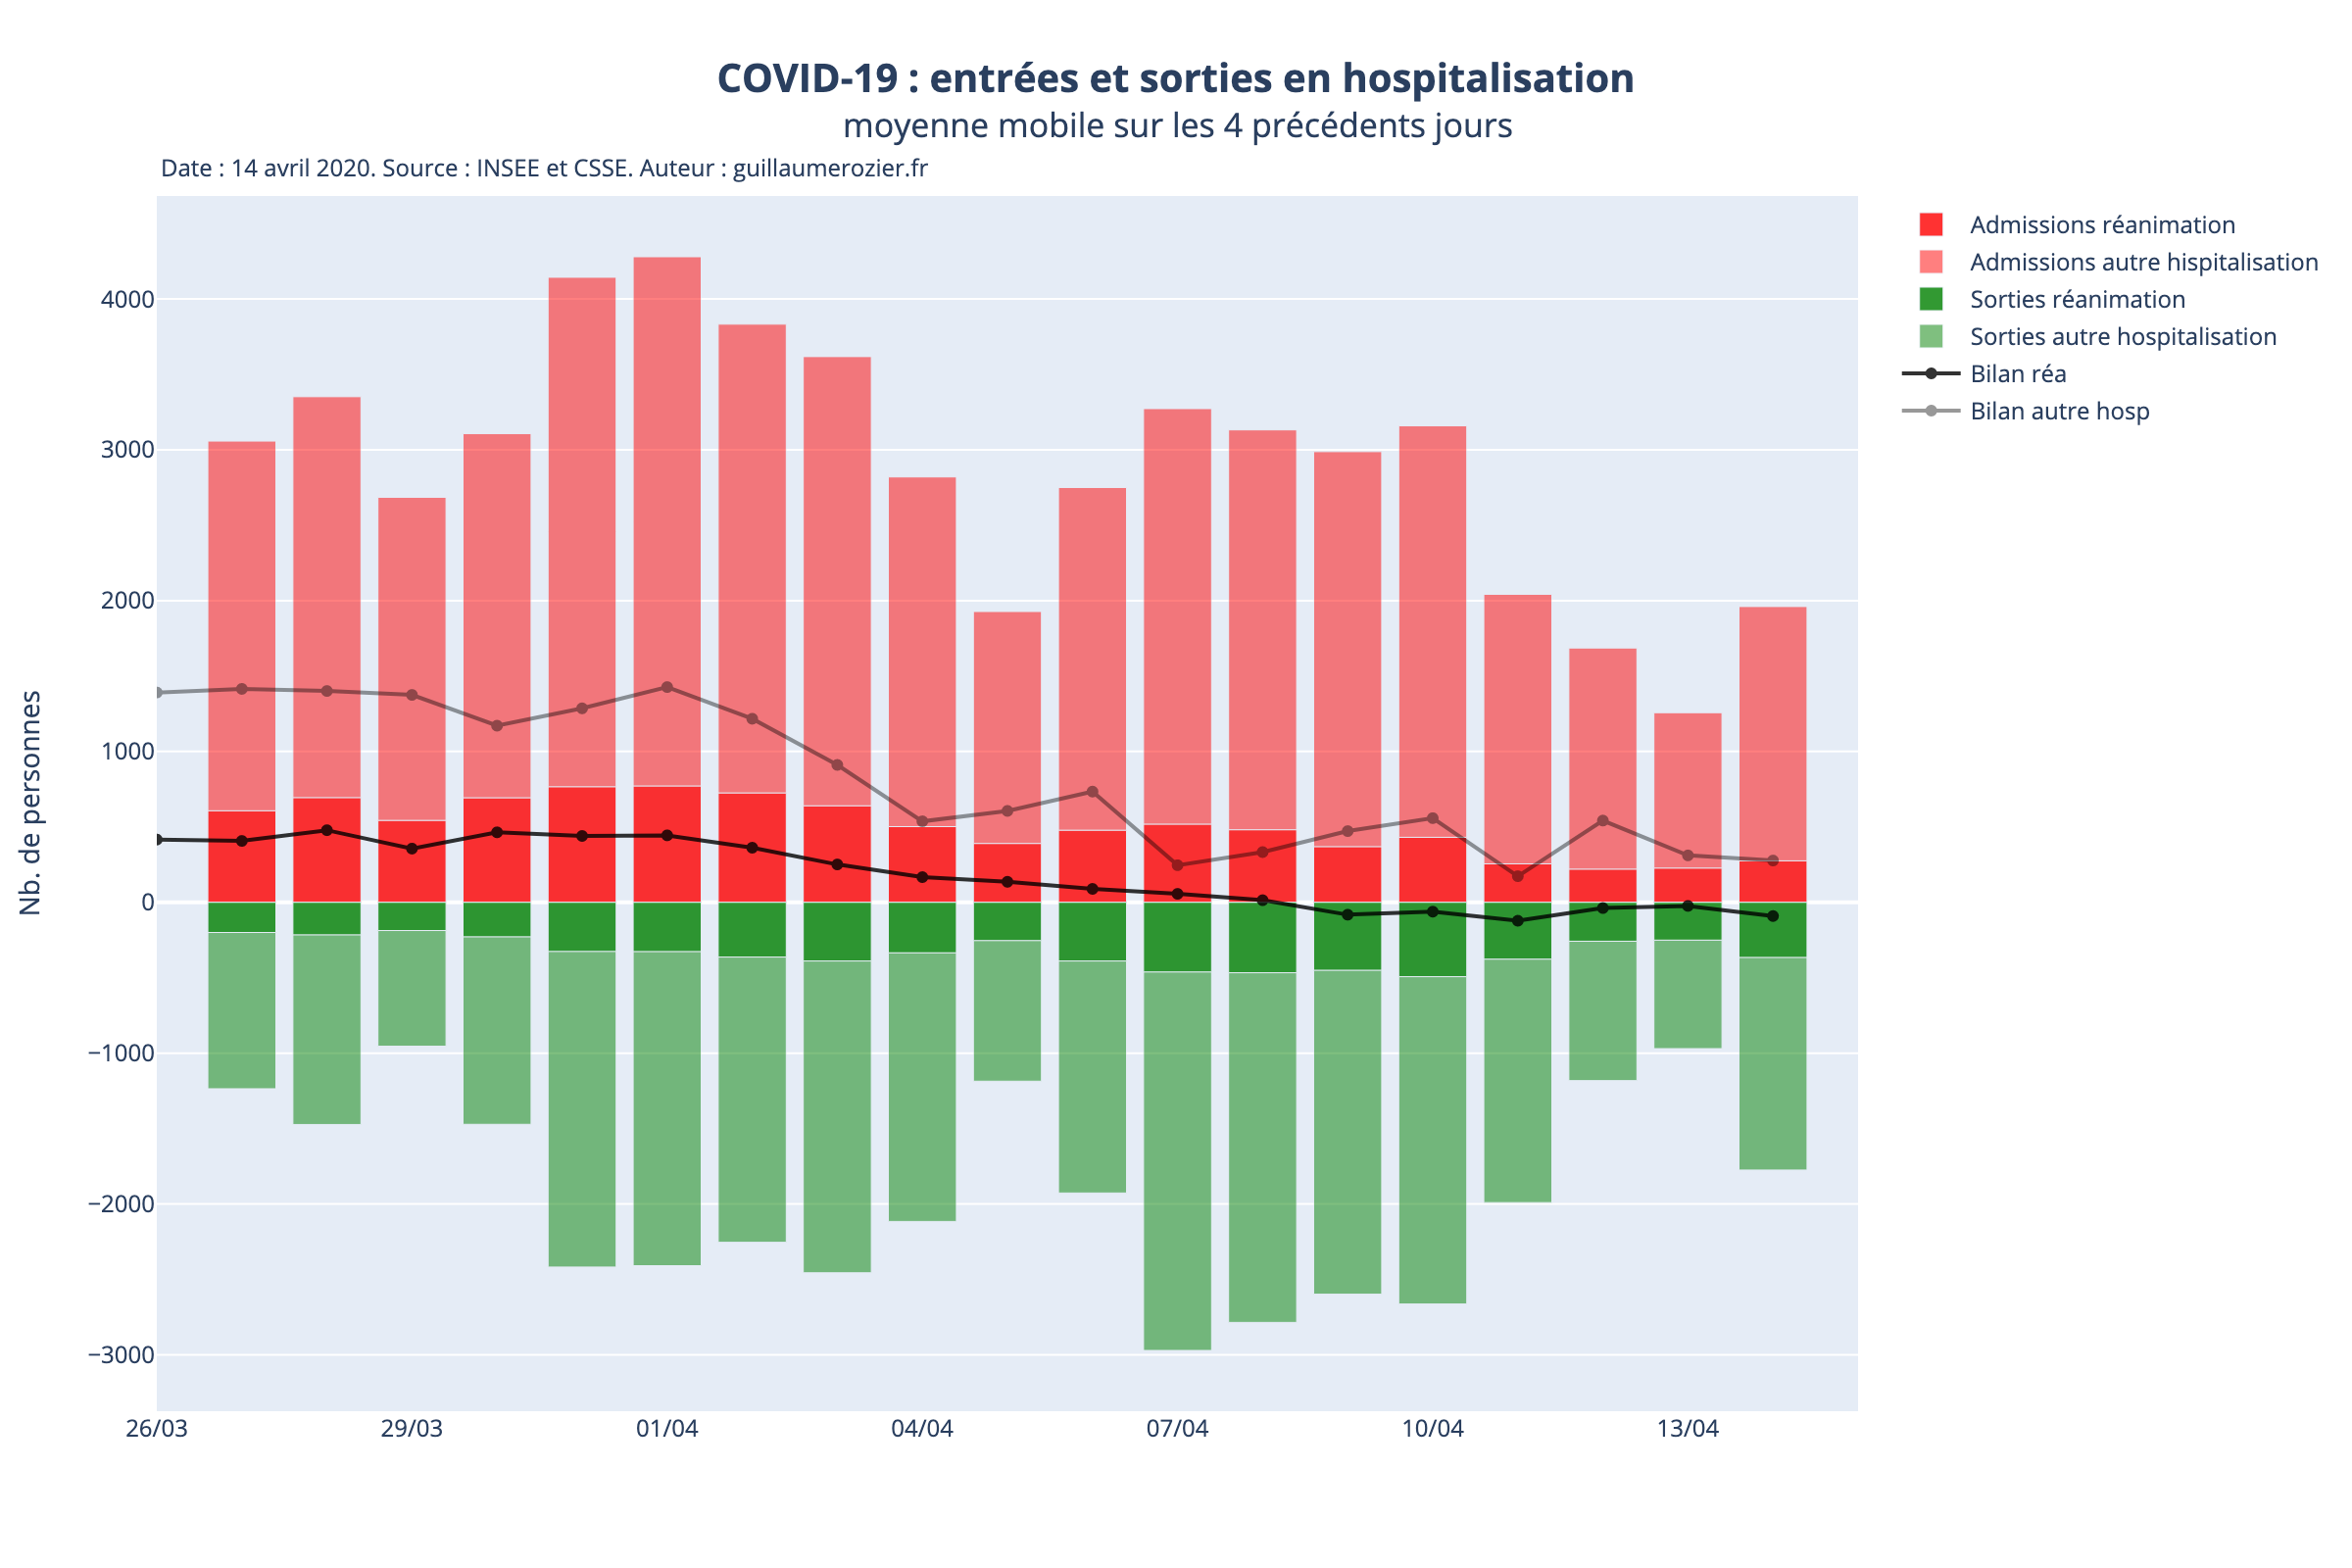 COVID-19 : entrées et sorties en hospitalisation
moyenne mobile sur les 4 précédents jours
Date : 14 avril 2020. Source : INSEE et CSSE. Auteur : guillaumerozier.fr
Admissions réanimation
Admissions autre hispitalisation
Sorties réanimation
Sorties autre hospitalisation
Bilan réa
Bilan autre hosp
Nb. de personnes
4000
3000
2000
1000
0
−1000
−2000
−3000
26/03 29/03 01/04 04/04 07/04 10/04 13/04